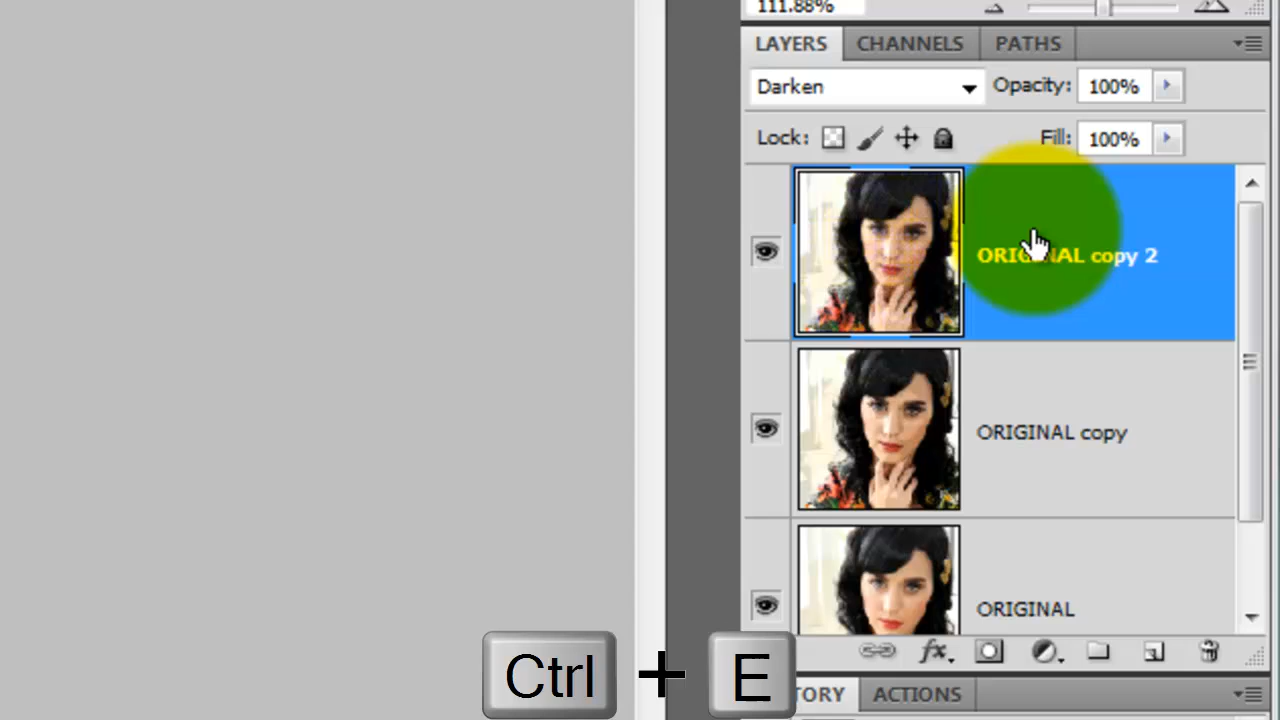 111.88%
LAYERS CHANNELS PATHS
Darken Opacity: 100%
Lock: Fill: 100%
ORIGINAL copy 2
ORIGINAL copy
ORIGINAL
fx
Ctrl + E
TORY ACTIONS